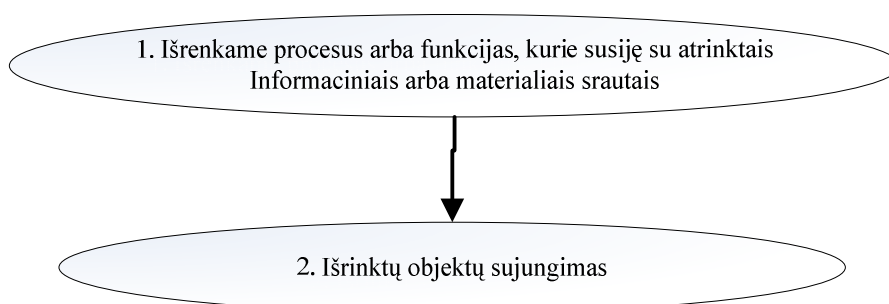 1. Išrenkame procesus arba funkcijas, kurie susiję su atrinktais
Informaciniais arba materialiais srautais
2. Išrinktų objektų sujungimas